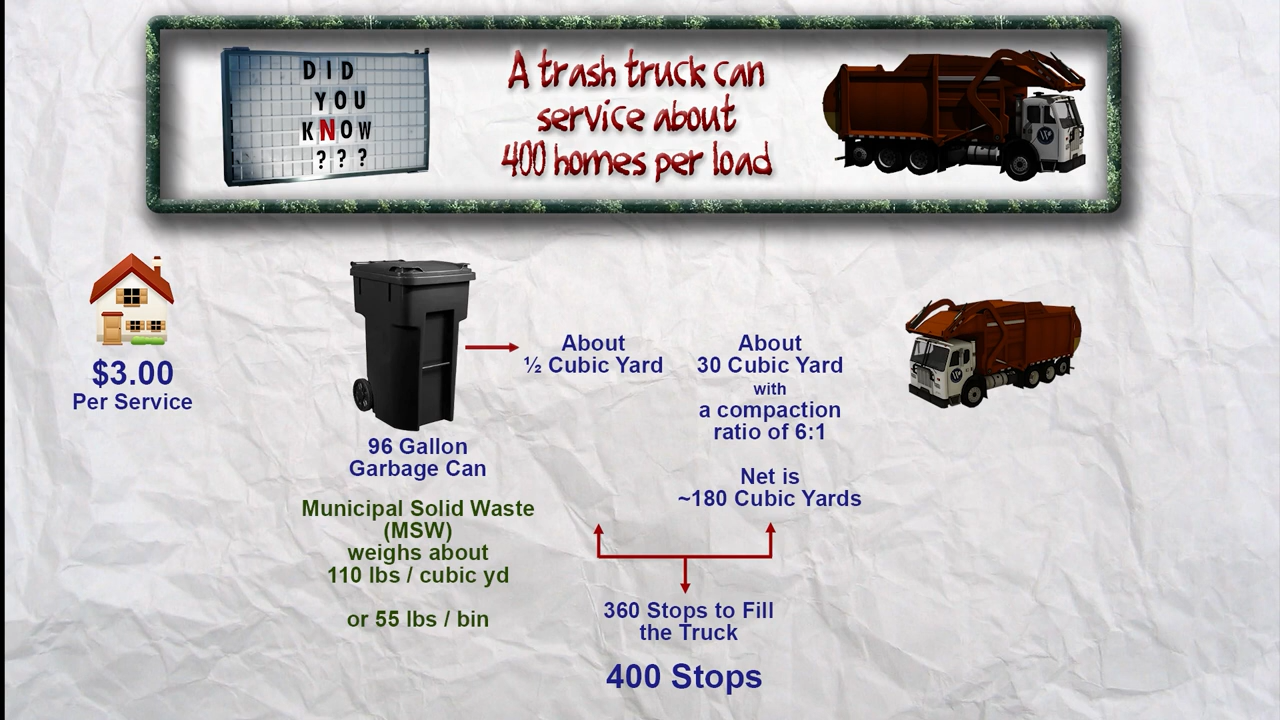 DID
YOU
KNOW
???
A trash truck can
service about
400 homes per load
$3.00
Per Service
96 Gallon
Garbage Can
Municipal Solid Waste
(MSW)
weighs about
110 lbs / cubic yd
or 55 lbs / bin
About
½ Cubic Yard
About
30 Cubic Yard
with
a compaction
ratio of 6:1
Net is
~180 Cubic Yards
360 Stops to Fill
the Truck
400 Stops